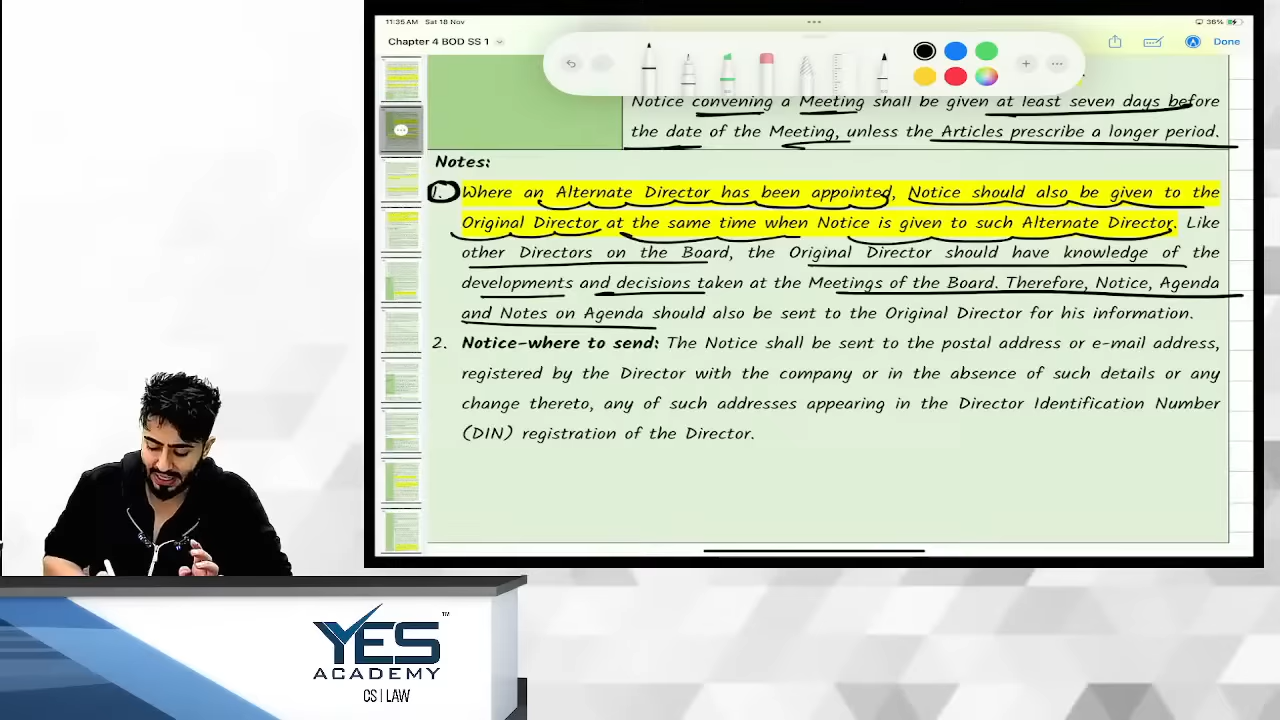 11:35 AM Sat 18 Nov
36%
Chapter 4 BOD SS 1
Done
Notice convening a Meeting shall be given at least seven days before
the date of the Meeting, unless the Articles prescribe a longer period.
Notes:
1. Where an Alternate Director has been appointed, Notice should also be given to the
Original Director at the same time when Notice is given to such Alternate Director. Like
other Directors on the Board, the Original Director should have knowledge of the
developments and decisions taken at the Meetings of the Board. Therefore, Notice, Agenda
and Notes on Agenda should also be sent to the Original Director for his information.
2. Notice-where to send: The Notice shall be sent to the postal address or e-mail address,
registered by the Director with the company or in the absence of such details or any
change thereto, any of such addresses appearing in the Director Identification Number
(DIN) registration of the Director.
YES TM
ACADEMY
CS | LAW